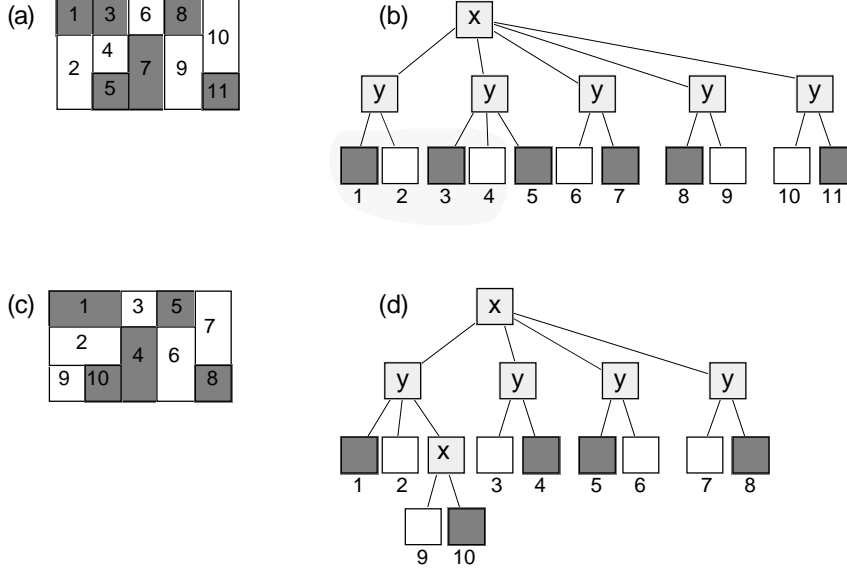 (a)
1 3 6 8
10
2 4 7 9
5 11
(b)
x
y y y y y
1 2 3 4 5 6 7 8 9 10 11
(c)
1 3 5
7
2 4 6
9 10 8
(d)
x
y y y y
x
1 2 3 4 5 6 7 8
9 10